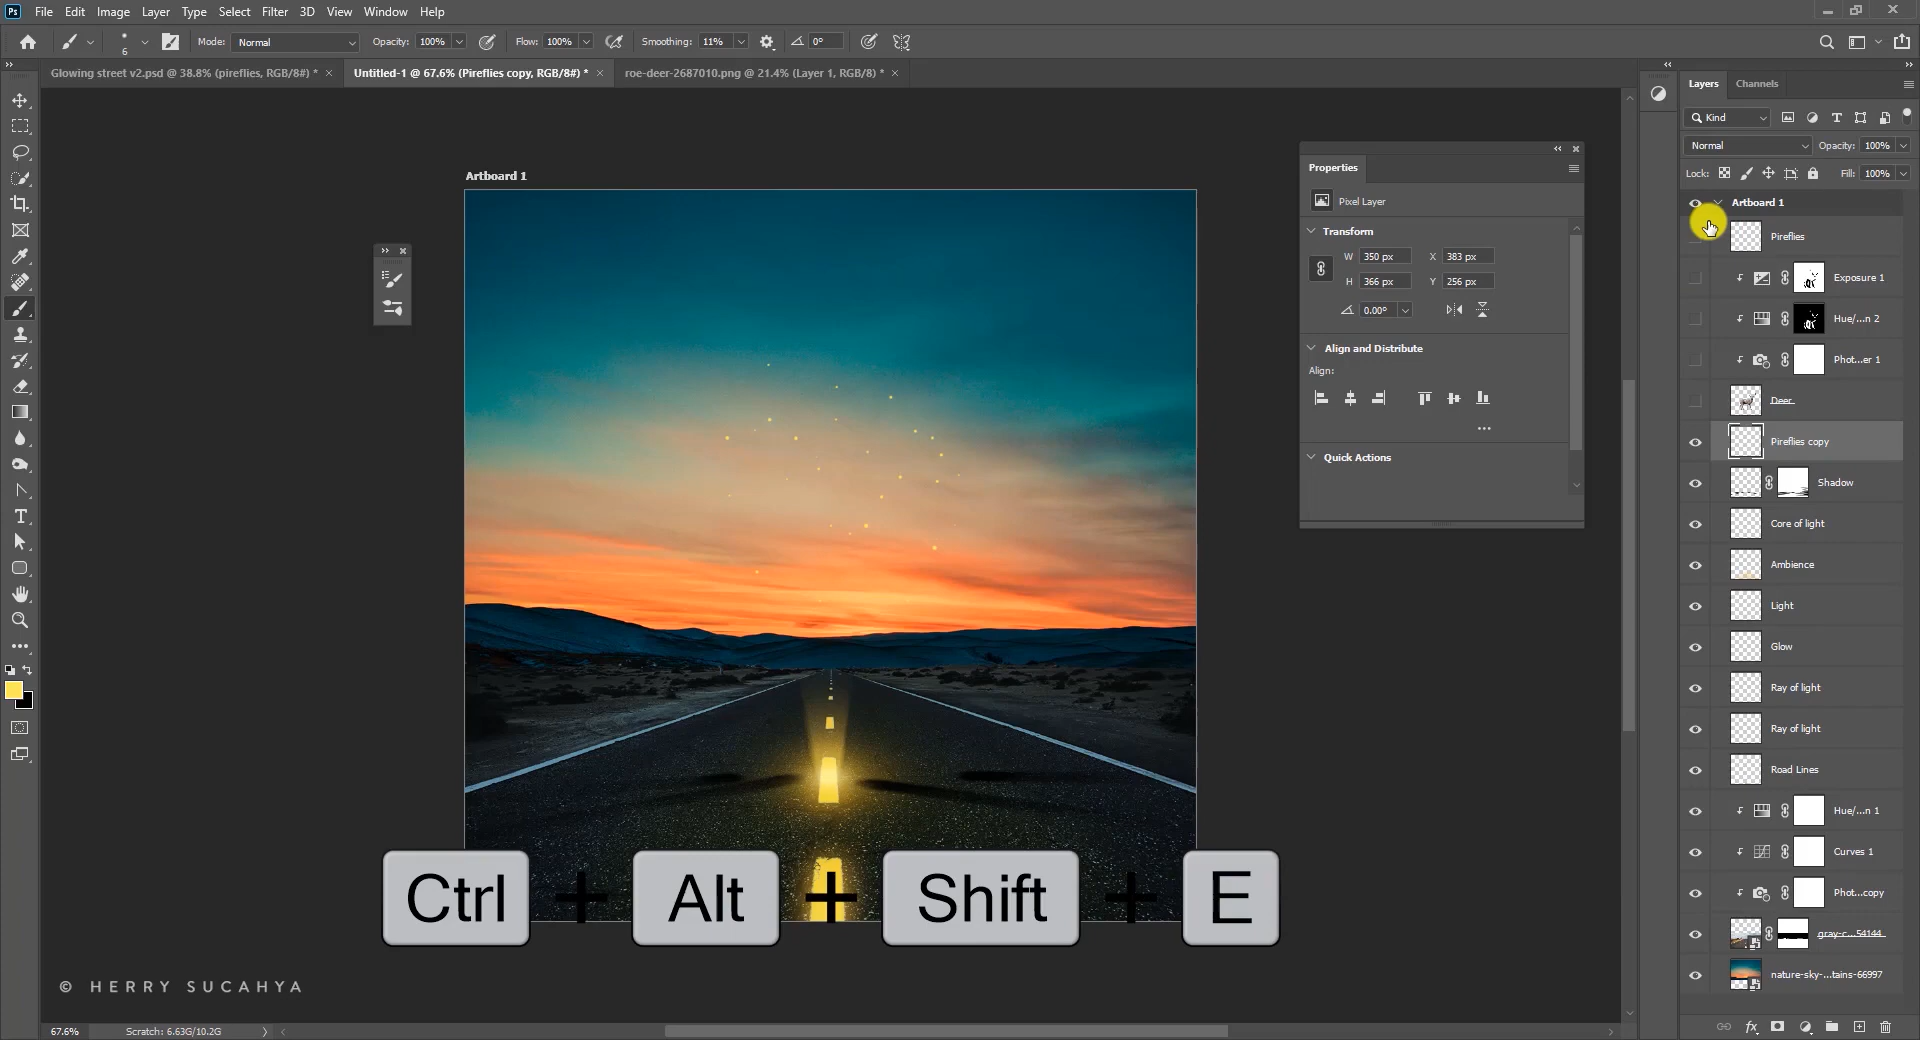 Ps File Edit Image Layer Type Select Filter 3D View Window Help
6 Mode: Normal Opacity: 100% Flow: 100% Smoothing: 11% 0°
Glowing street v2.psd @ 38.8% (pireflies, RGB/8#) * × Untitled-1 @ 67.6% (Pireflies copy, RGB/8#) * × roe-deer-2687010.png @ 21.4% (Layer 1, RGB/8) * ×
Artboard 1
Properties
Pixel Layer
Transform
W 350 px X 383 px
H 366 px Y 256 px
0.00°
Align and Distribute
Align:
Quick Actions
Layers Channels
Kind
Normal Opacity: 100%
Lock: Fill: 100%
Artboard 1
Pireflies
Exposure 1
Hue/...n 2
Phot...er 1
Deer
Pireflies copy
Shadow
Core of light
Ambience
Light
Glow
Ray of light
Ray of light
Road Lines
Hue/...n 1
Curves 1
Phot...copy
gray-c...54144
nature-sky-...tains-66997
Ctrl + Alt + Shift + E
© HERRY SUCAHYA
67.6% Scratch: 6.63G/10.2G